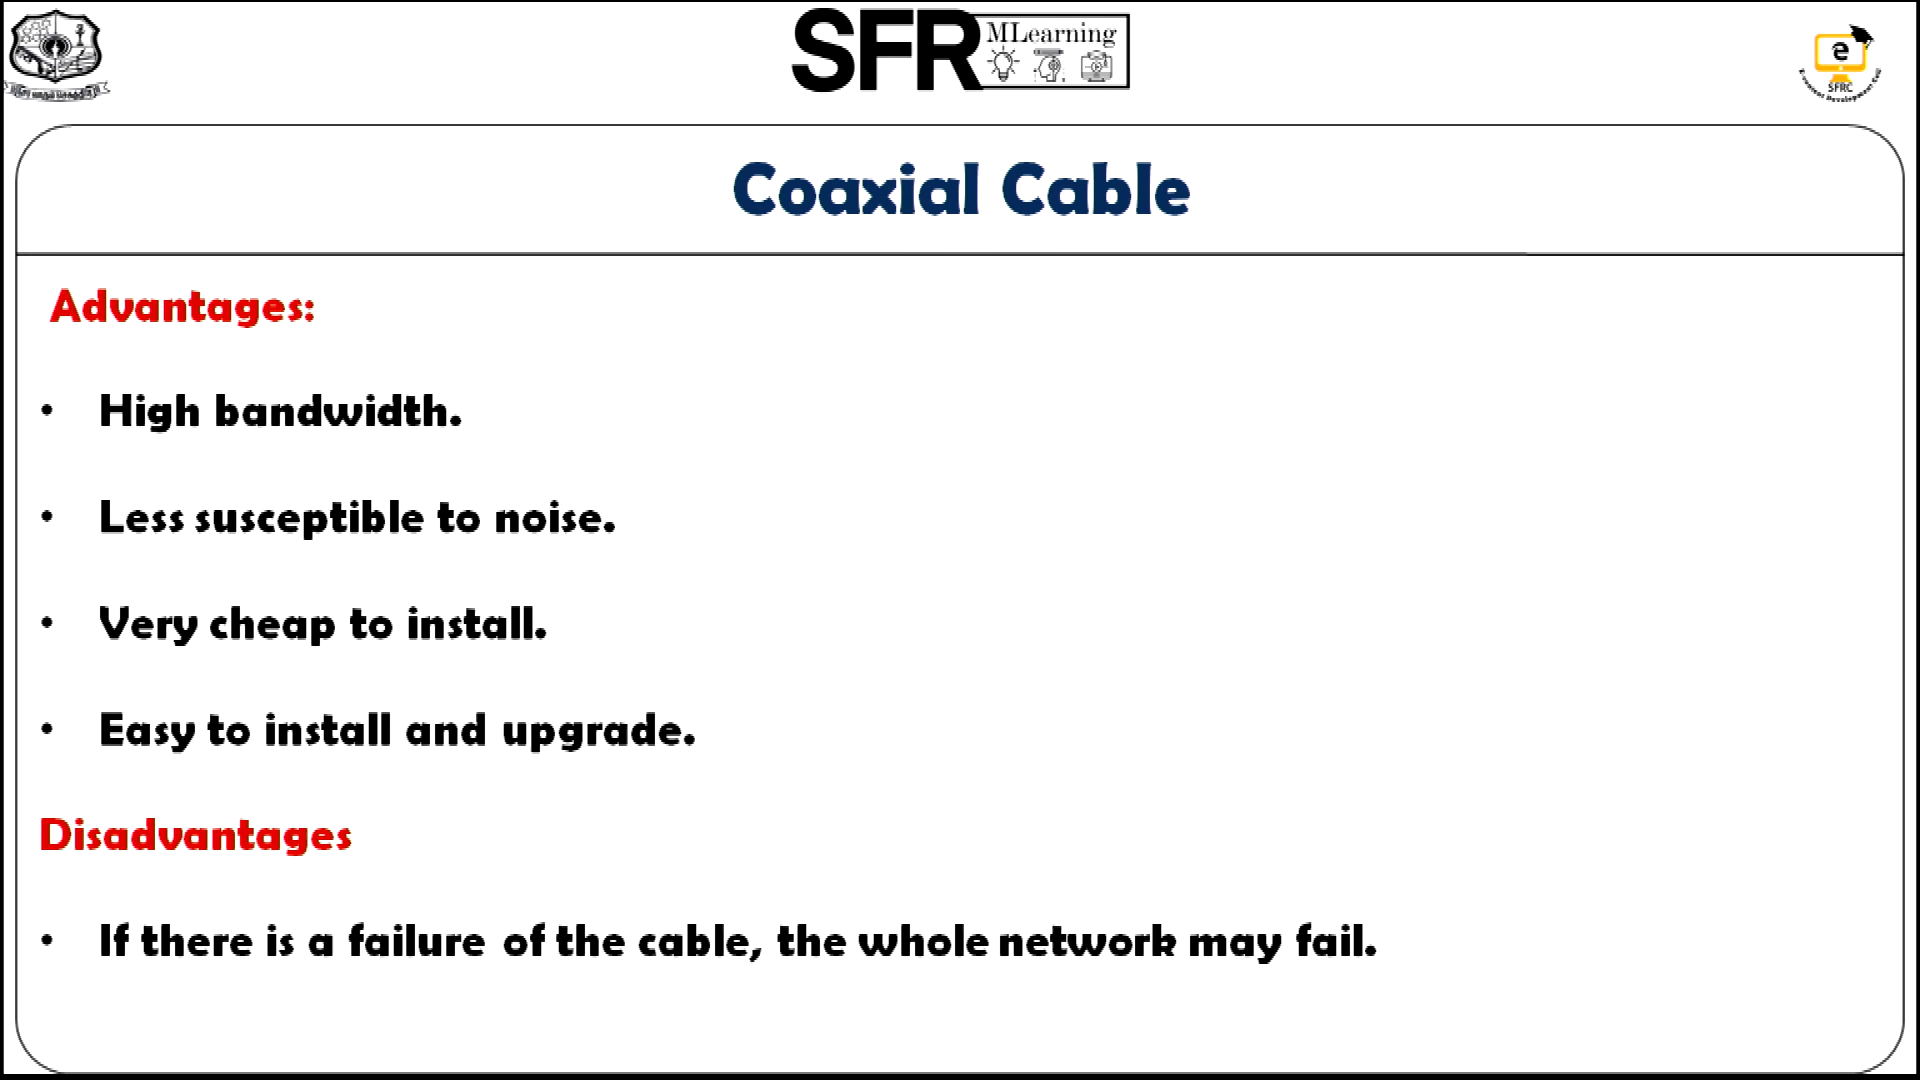 SFR MLearning
e
SFRC
Coaxial Cable
Advantages:
• High bandwidth.
• Less susceptible to noise.
• Very cheap to install.
• Easy to install and upgrade.
Disadvantages
• If there is a failure of the cable, the whole network may fail.